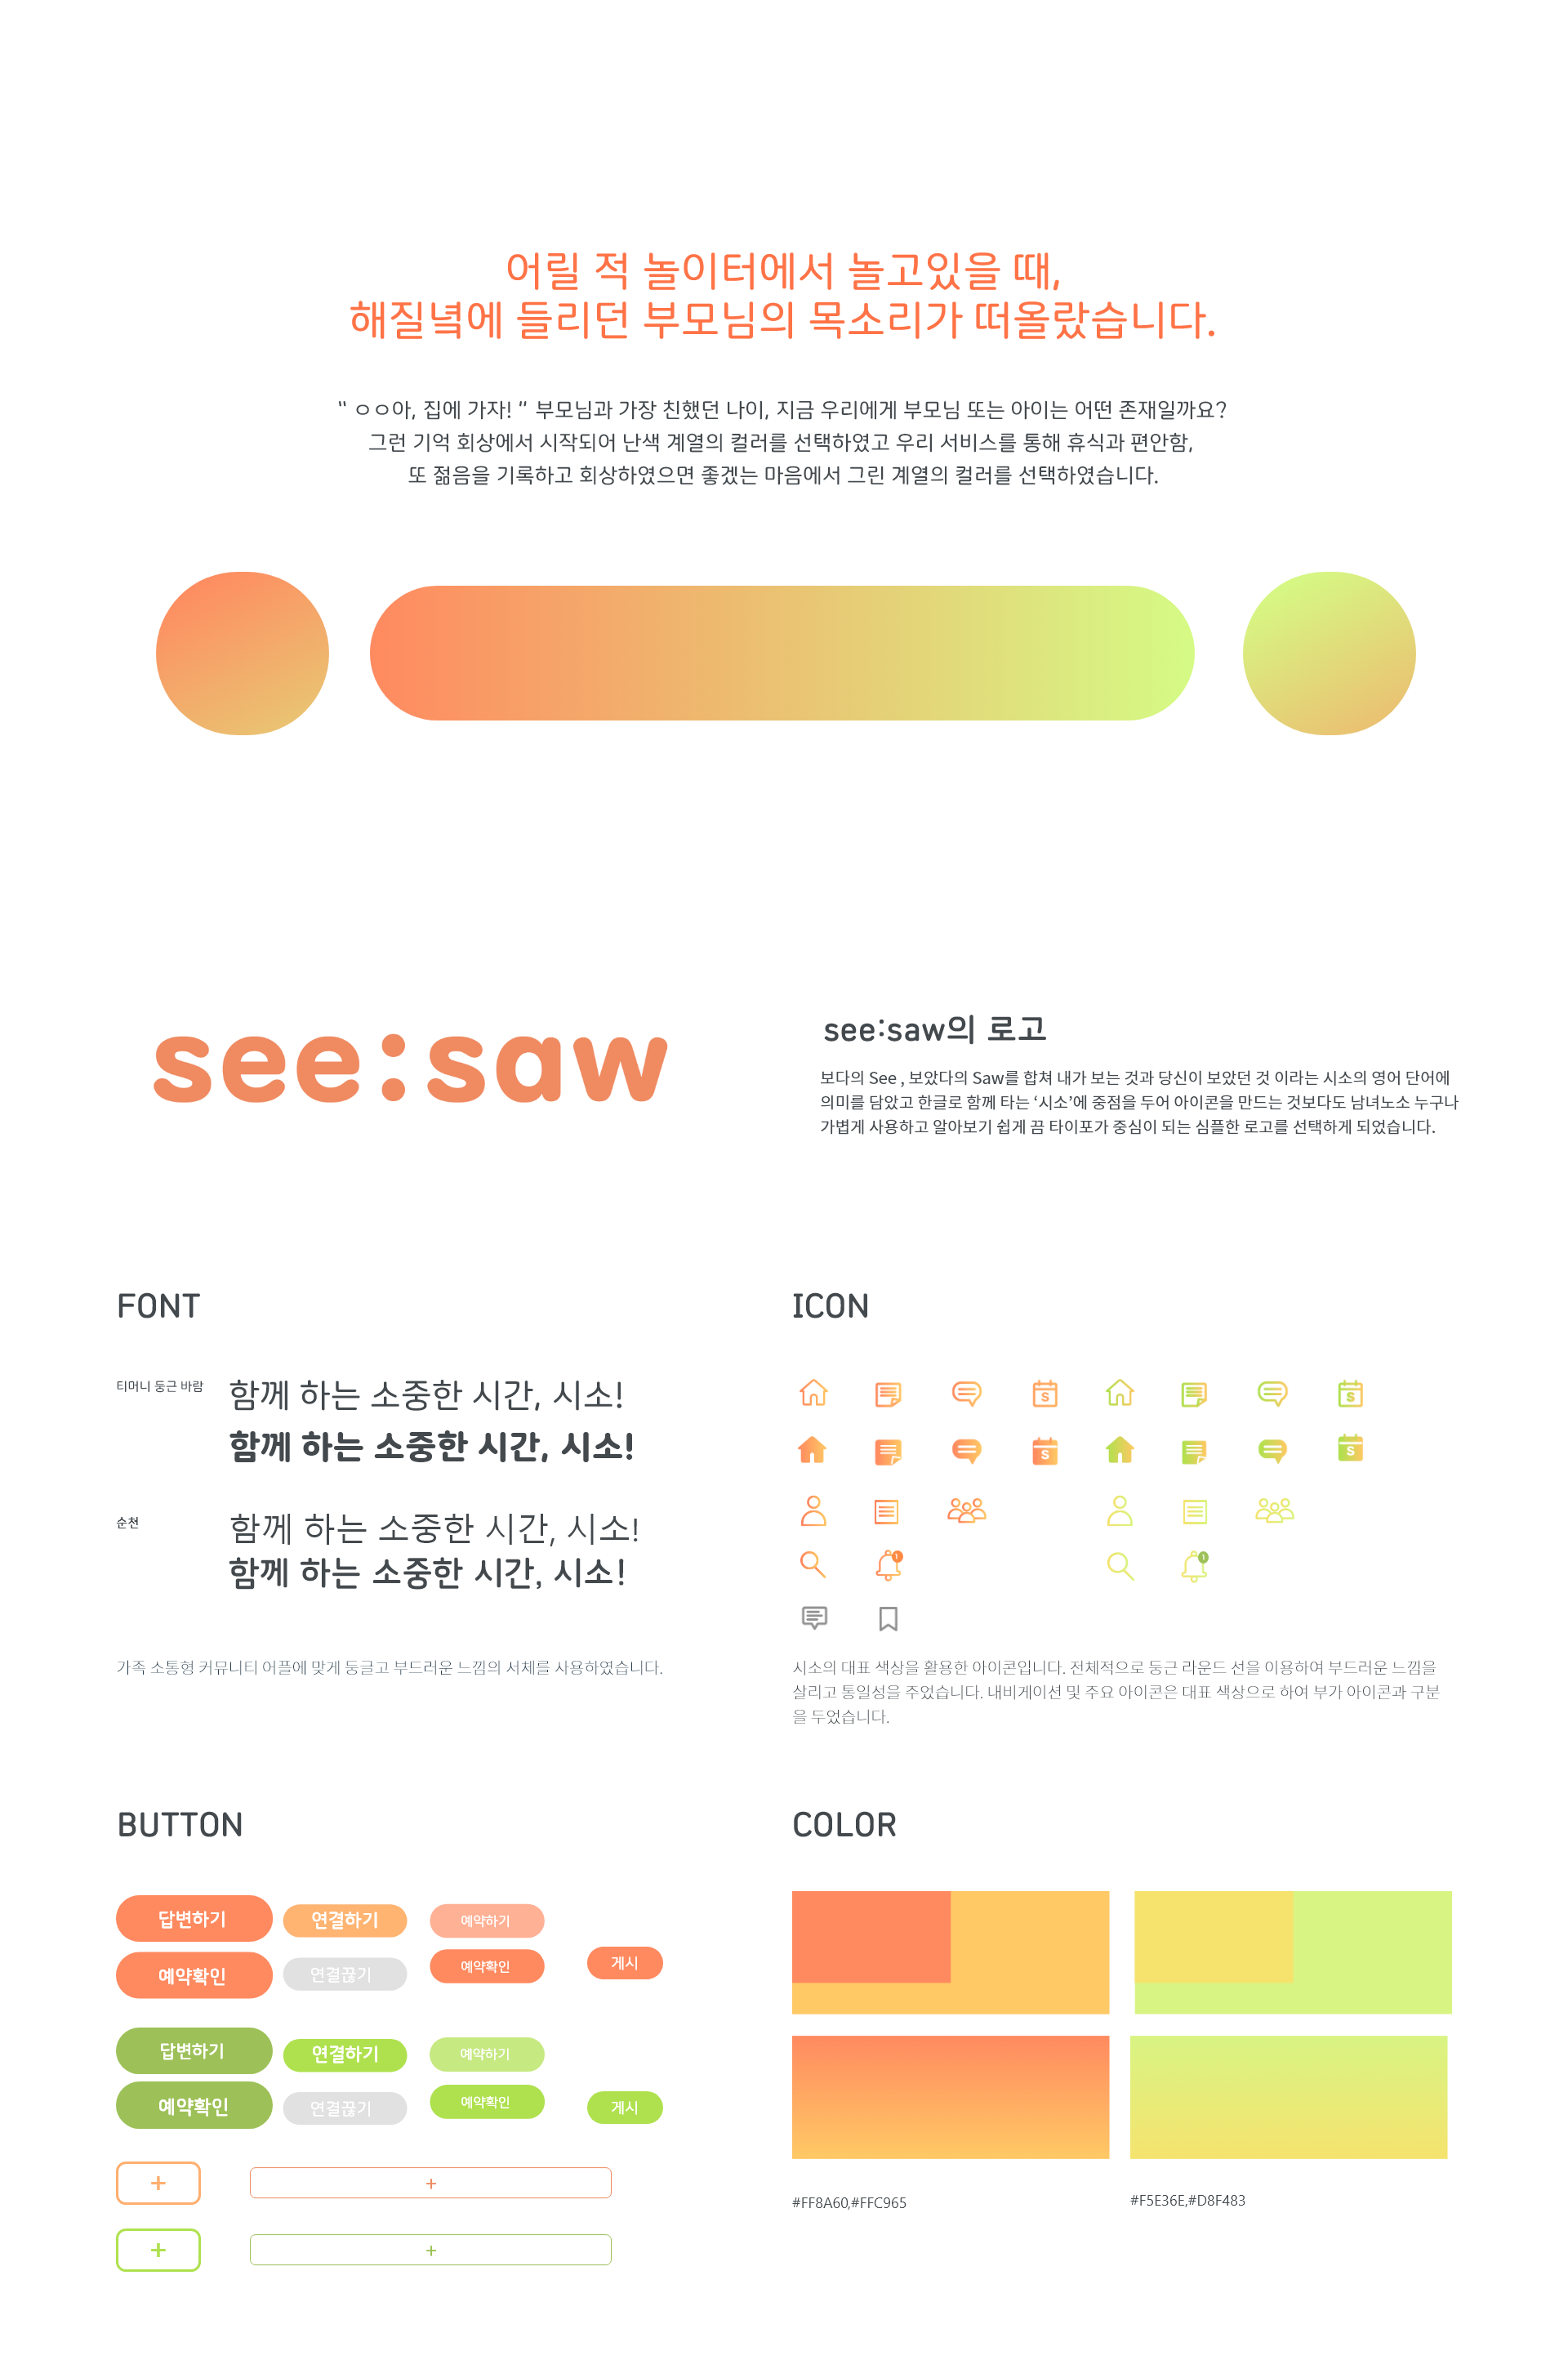 어릴 적 놀이터에서 놀고있을 때,
해질녘에 들리던 부모님의 목소리가 떠올랐습니다.
“ ㅇㅇ아, 집에 가자! ” 부모님과 가장 친했던 나이, 지금 우리에게 부모님 또는 아이는 어떤 존재일까요?
그런 기억 회상에서 시작되어 난색 계열의 컬러를 선택하였고 우리 서비스를 통해 휴식과 편안함,
또 젊음을 기록하고 회상하였으면 좋겠는 마음에서 그린 계열의 컬러를 선택하였습니다.
see:saw
see:saw의 로고
보다의 See , 보았다의 Saw를 합쳐 내가 보는 것과 당신이 보았던 것 이라는 시소의 영어 단어에
의미를 담았고 한글로 함께 타는 ‘시소’에 중점을 두어 아이콘을 만드는 것보다도 남녀노소 누구나
가볍게 사용하고 알아보기 쉽게 끔 타이포가 중심이 되는 심플한 로고를 선택하게 되었습니다.
FONT
티머니 둥근 바람
함께 하는 소중한 시간, 시소!
함께 하는 소중한 시간, 시소!
순천
함께 하는 소중한 시간, 시소!
함께 하는 소중한 시간, 시소!
가족 소통형 커뮤니티 어플에 맞게 둥글고 부드러운 느낌의 서체를 사용하였습니다.
ICON
S
S
S
S
1
1
시소의 대표 색상을 활용한 아이콘입니다. 전체적으로 둥근 라운드 선을 이용하여 부드러운 느낌을
살리고 통일성을 주었습니다. 내비게이션 및 주요 아이콘은 대표 색상으로 하여 부가 아이콘과 구분
을 두었습니다.
BUTTON
답변하기
연결하기
예약하기
예약확인
연결끊기
예약확인
게시
답변하기
연결하기
예약하기
예약확인
연결끊기
예약확인
게시
+
+
+
+
COLOR
#FF8A60,#FFC965
#F5E36E,#D8F483